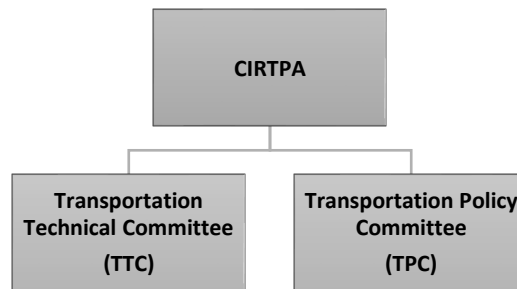 CIRTPA
Transportation
Technical Committee
(TTC)
Transportation Policy
Committee
(TPC)